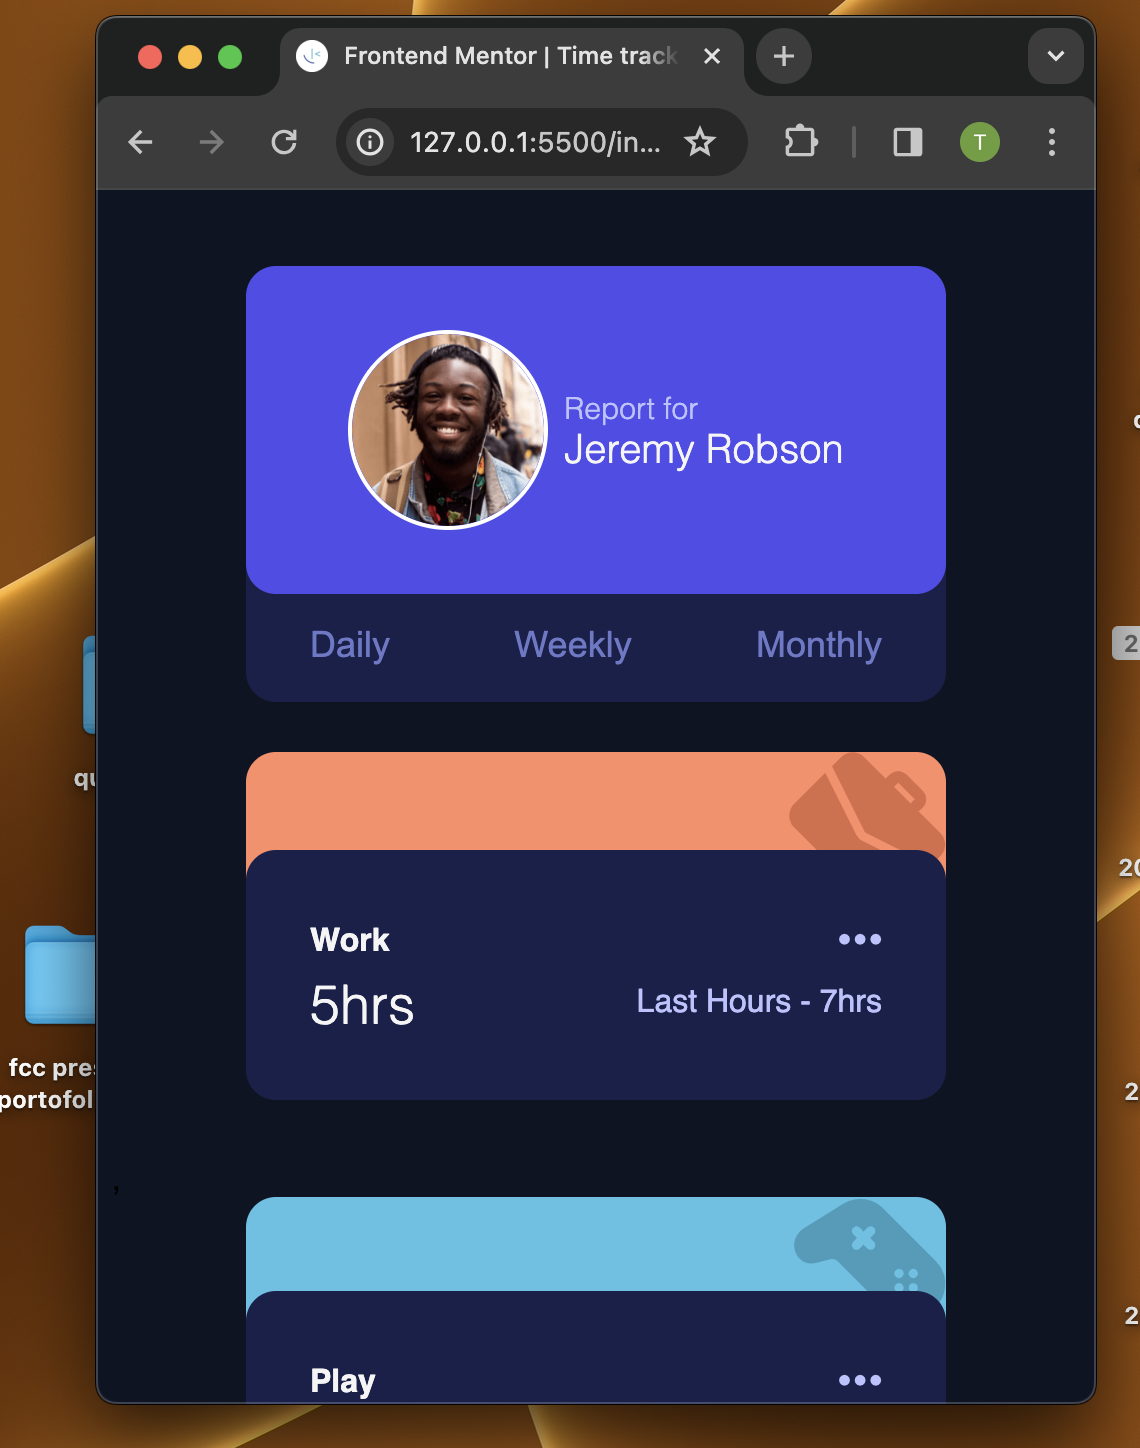 Frontend Mentor | Time track
127.0.0.1:5500/in...
T
Report for
Jeremy Robson
Daily
Weekly
Monthly
Work
5hrs
Last Hours - 7hrs
,
Play
qu
fcc pres
portofol
2
20
2
2